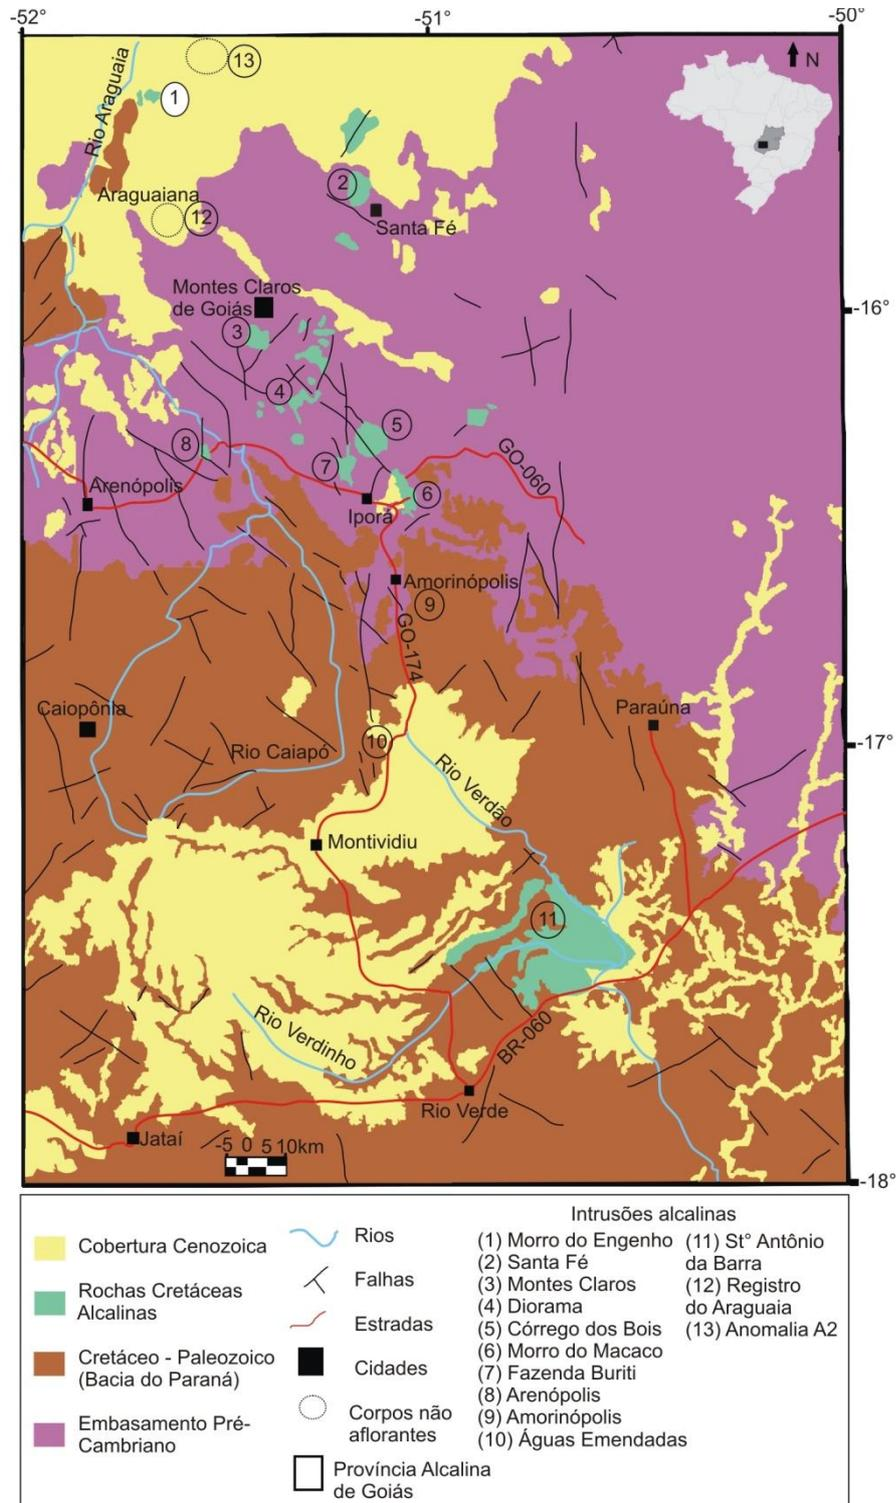 -52°
-51°
-50°
N
13
1
Rio Araguaia
2
Araguaiana
12
Santa Fé
Montes Claros
de Goiás
-16°
3
4
5
8
7
GO-060
Arenópolis
6
Iporá
Amorinópolis
9
GO-174
Caiopônia
Paraúna
10
-17°
Rio Caiapó
Rio Verdão
Montividiu
11
Rio Verdinho
BR-060
Rio Verde
Jataí
-5 0 5 10km
-18°
Cobertura Cenozoica
Rochas Cretáceas
Alcalinas
Cretáceo - Paleozoico
(Bacia do Paraná)
Embasamento Pré-
Cambriano
Rios
Falhas
Estradas
Cidades
Corpos não
aflorantes
Província Alcalina
de Goiás
Intrusões alcalinas
(1) Morro do Engenho
(2) Santa Fé
(3) Montes Claros
(4) Diorama
(5) Córrego dos Bois
(6) Morro do Macaco
(7) Fazenda Buriti
(8) Arenópolis
(9) Amorinópolis
(10) Águas Emendadas
(11) St° Antônio
da Barra
(12) Registro
do Araguaia
(13) Anomalia A2